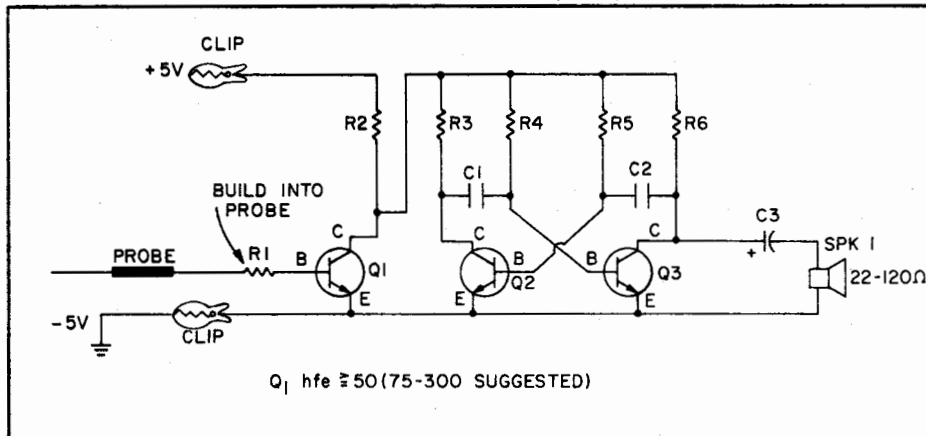 CLIP
+5V
R2
R3
R4
R5
R6
C1
C2
BUILD INTO
PROBE
C3
+
PROBE
R1
B
C
Q1
E
C
B
Q2
E
B
C
Q3
E
SPK 1
22-120Ω
-5V
CLIP
Q1 hfe ≧ 50 (75-300 SUGGESTED)